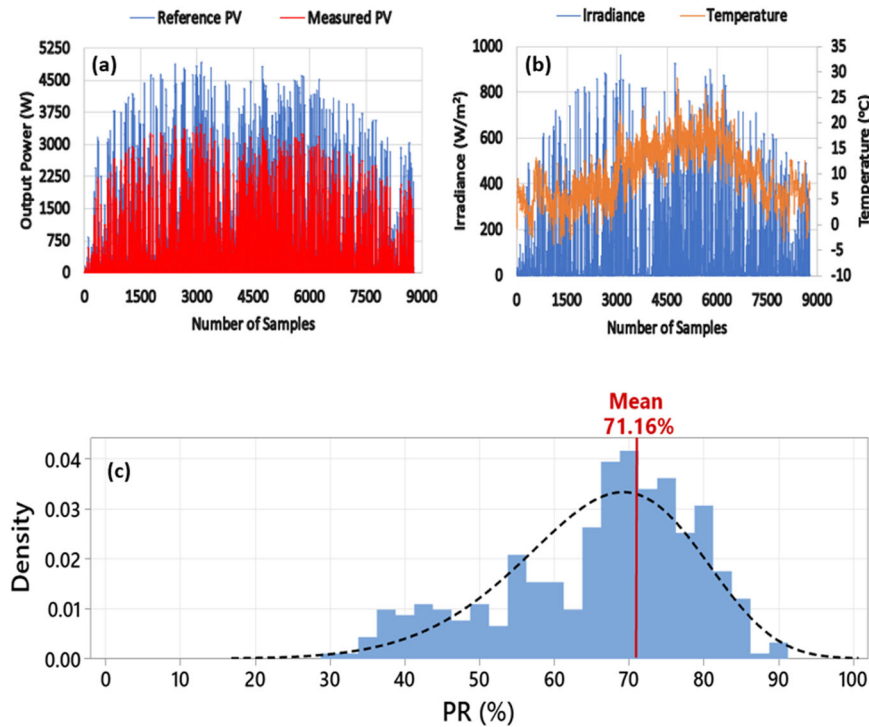 Reference PV Measured PV
(a)
Output Power (W)
5250
4500
3750
3000
2250
1500
750
0
0 1500 3000 4500 6000 7500 9000
Number of Samples
Irradiance Temperature
(b)
Irradiance (W/m²)
1000
800
600
400
200
0
35
30
25
20
15
10
5
0
-5
-10
Temperature (ºC)
0 1500 3000 4500 6000 7500 9000
Number of Samples
Mean
71.16%
(c)
Density
0.04
0.03
0.02
0.01
0.00
0 10 20 30 40 50 60 70 80 90 100
PR (%)